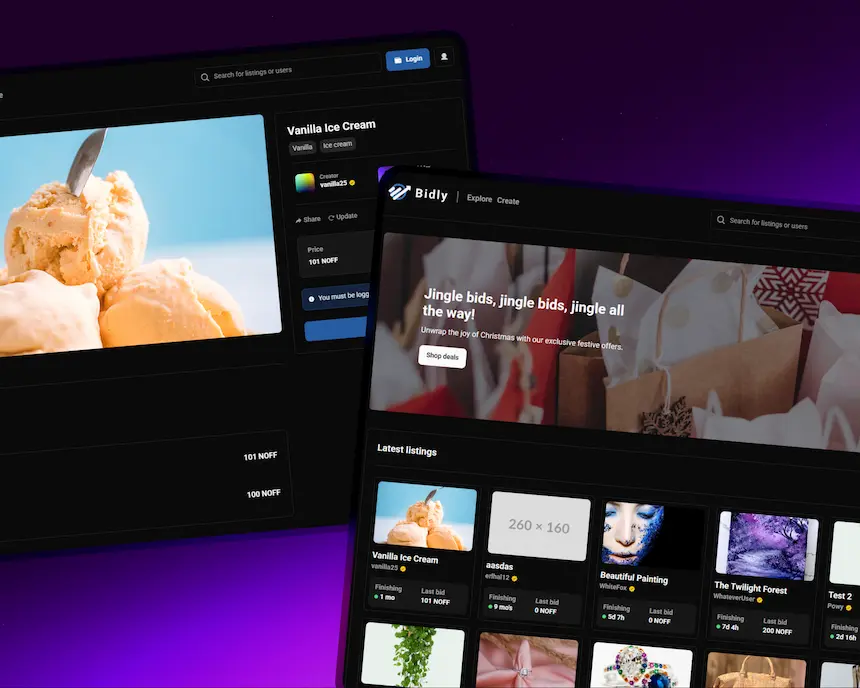 Search for listings or users
Login
Vanilla Ice Cream
Vanilla
Ice cream
Creator
vanilla25
Share
Update
Price
101 NOFF
You must be logg
101 NOFF
100 NOFF
Bidly
Explore
Create
Search for listings or users
Jingle bids, jingle bids, jingle all
the way!
Unwrap the joy of Christmas with our exclusive festive offers.
Shop deals
Latest listings
260 × 160
Vanilla Ice Cream
vanilla25
Finishing
1 mo
Last bid
101 NOFF
aasdas
erlhal12
Finishing
9 mo's
Last bid
0 NOFF
Beautiful Painting
WhiteFox
Finishing
5d 7h
Last bid
0 NOFF
The Twilight Forest
WhateverUser
Finishing
7d 4h
Last bid
200 NOFF
Test 2
Powy
Finishing
2d 16h